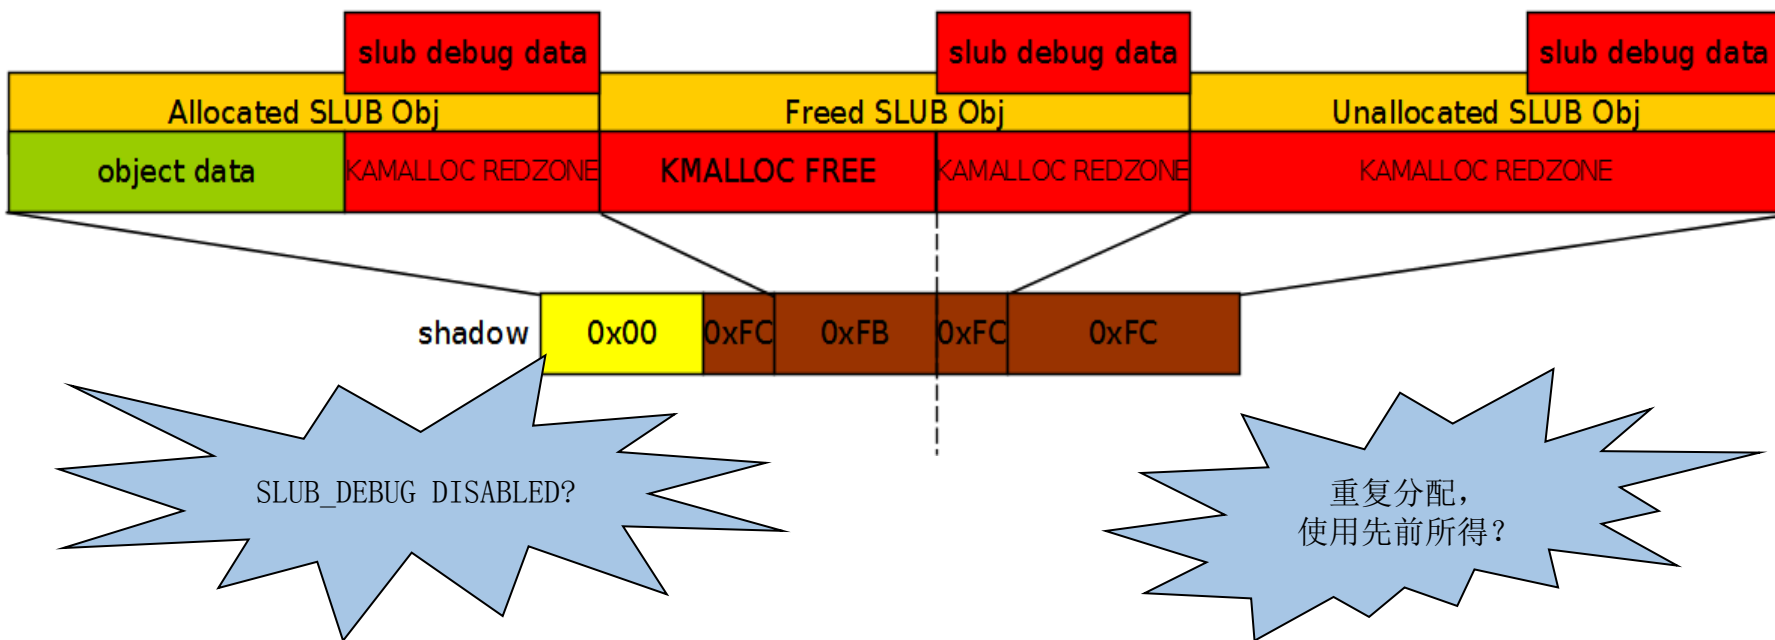 slub debug data
slub debug data
slub debug data
Allocated SLUB Obj
Freed SLUB Obj
Unallocated SLUB Obj
object data
KAMALLOC REDZONE
KMALLOC FREE
KAMALLOC REDZONE
KAMALLOC REDZONE
shadow
0x00
0xFC
0xFB
0xFC
0xFC
SLUB_DEBUG DISABLED?
重复分配，
使用先前所得？